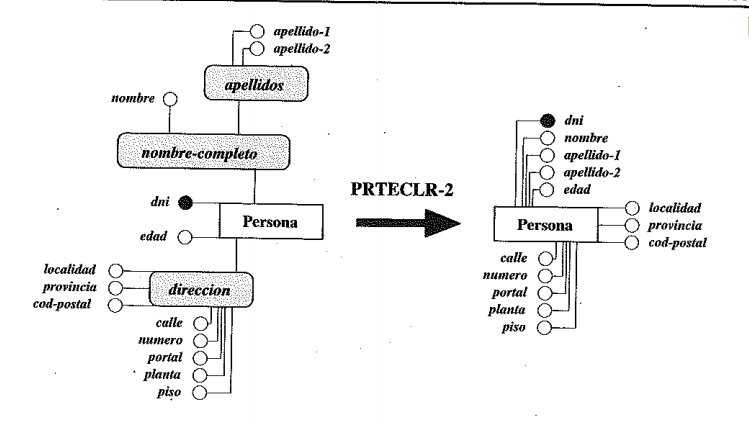 apellido-1
apellido-2
apellidos
nombre
nombre-completo
dni
Persona
edad
localidad
provincia
cod-postal
direccion
calle
numero
portal
planta
piso
PRTECLR-2
dni
nombre
apellido-1
apellido-2
edad
Persona
localidad
provincia
cod-postal
calle
numero
portal
planta
piso